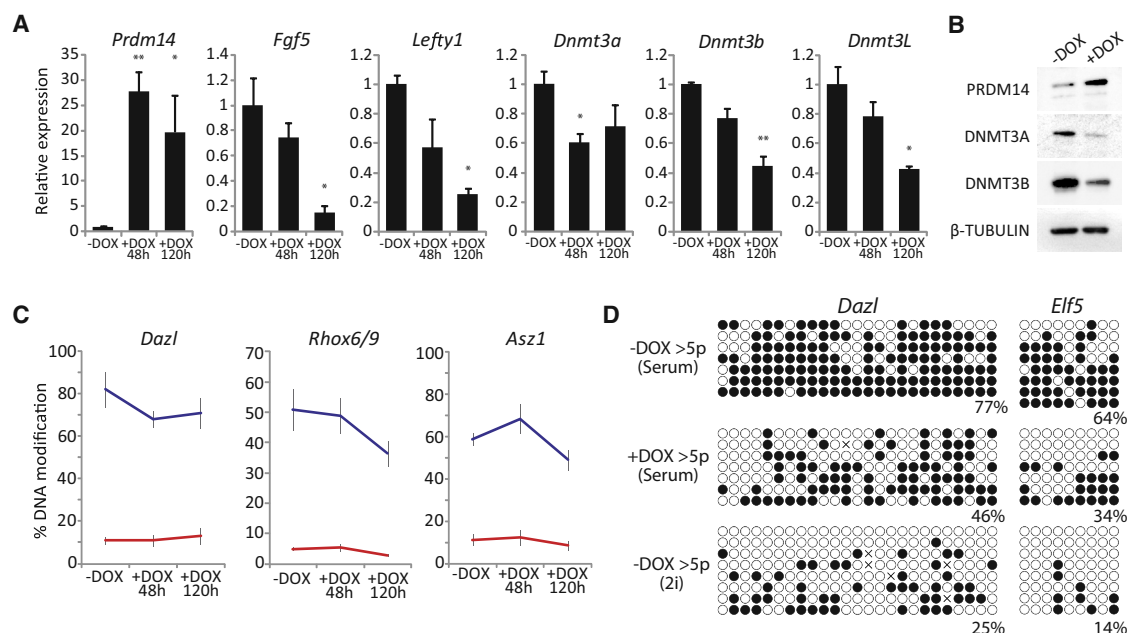 A
Prdm14
Fgf5
Lefty1
Dnmt3a
Dnmt3b
Dnmt3L
Relative expression
35
30
25
20
15
10
5
0
1.2
1
0.8
0.6
0.4
0.2
0
1.2
1
0.8
0.6
0.4
0.2
0
1.2
1
0.8
0.6
0.4
0.2
0
1.2
1
0.8
0.6
0.4
0.2
0
1.2
1
0.8
0.6
0.4
0.2
0
** *
*
*
*
**
*
-DOX +DOX +DOX
48h 120h
-DOX +DOX +DOX
48h 120h
-DOX +DOX +DOX
48h 120h
-DOX +DOX +DOX
48h 120h
-DOX +DOX +DOX
48h 120h
-DOX +DOX +DOX
48h 120h
B
-DOX +DOX
PRDM14
DNMT3A
DNMT3B
β-TUBULIN
C
Dazl
Rhox6/9
Asz1
% DNA modification
100
80
60
40
20
0
70
60
50
40
30
20
10
0
100
80
60
40
20
0
-DOX +DOX +DOX
48h 120h
-DOX +DOX +DOX
48h 120h
-DOX +DOX +DOX
48h 120h
D
Dazl
Elf5
-DOX >5p
(Serum)
77%
64%
+DOX >5p
(Serum)
46%
34%
-DOX >5p
(2i)
25%
14%